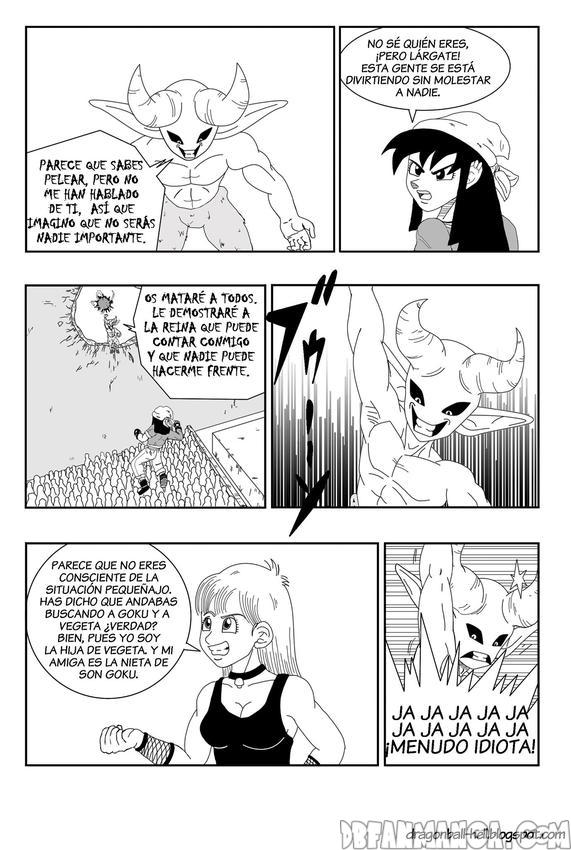 PARECE QUE SABES
PELEAR, PERO NO
ME HAN HABLADO
DE TI, ASÍ QUE
IMAGINO QUE NO SERÁS
NADIE IMPORTANTE.
NO SÉ QUIÉN ERES,
¡PERO LÁRGATE!
ESTA GENTE SE ESTÁ
DIVIRTIENDO SIN MOLESTAR
A NADIE.
OS MATARÉ A TODOS.
LE DEMOSTRARÉ A
LA REINA QUE PUEDE
CONTAR CONMIGO
Y QUE NADIE PUEDE
HACERME FRENTE.
PARECE QUE NO ERES
CONSCIENTE DE LA
SITUACIÓN PEQUEÑAJO.
HAS DICHO QUE ANDABAS
BUSCANDO A GOKU Y A
VEGETA ¿VERDAD?
BIEN, PUES YO SOY
LA HIJA DE VEGETA. Y MI
AMIGA ES LA NIETA DE
SON GOKU.
JA JA JA JA JA
JA JA JA JA JA
¡MENUDO IDIOTA!
dragonball-hell.blogspot.com
DBFANMANGA.COM